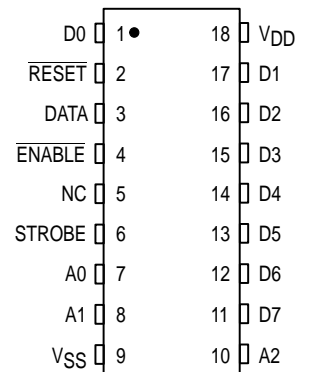 D0 1 18 VDD
RESET 2 17 D1
DATA 3 16 D2
ENABLE 4 15 D3
NC 5 14 D4
STROBE 6 13 D5
A0 7 12 D6
A1 8 11 D7
VSS 9 10 A2